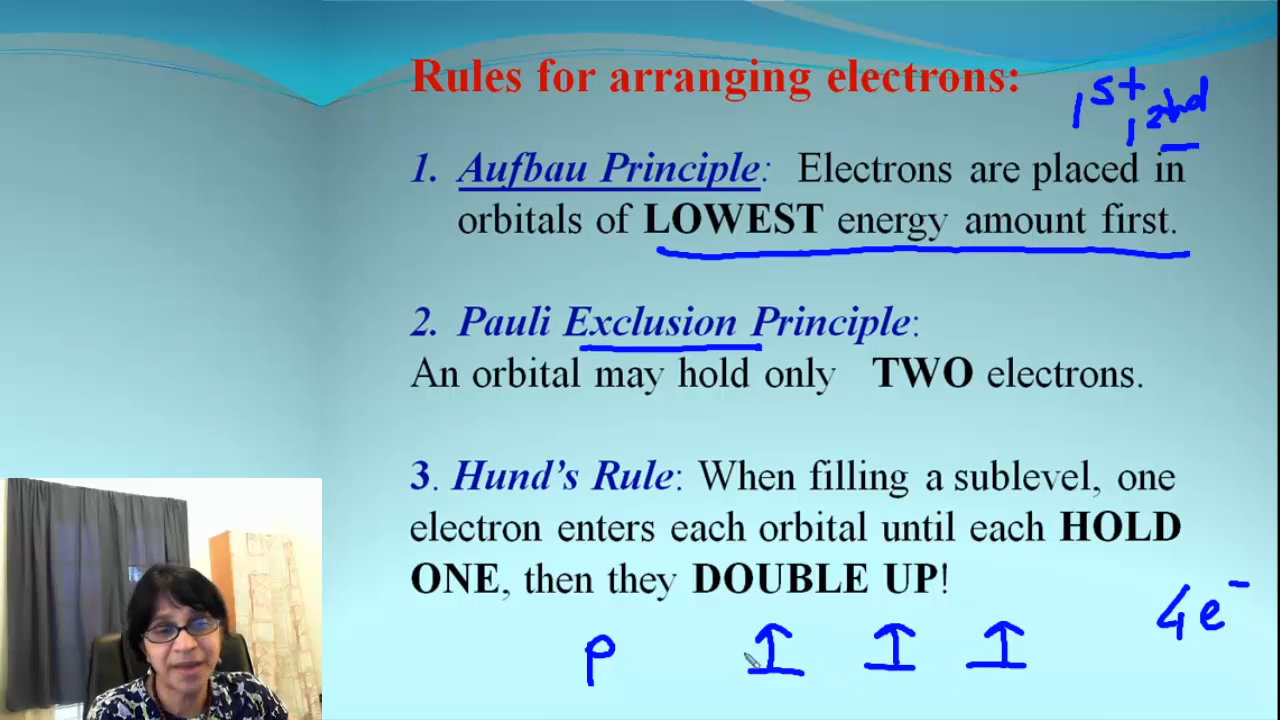 Rules for arranging electrons:
1st, 2nd
1. Aufbau Principle: Electrons are placed in
orbitals of LOWEST energy amount first.
2. Pauli Exclusion Principle:
An orbital may hold only TWO electrons.
3. Hund’s Rule: When filling a sublevel, one
electron enters each orbital until each HOLD
ONE, then they DOUBLE UP!
4e⁻
p ↑ ↑ ↑